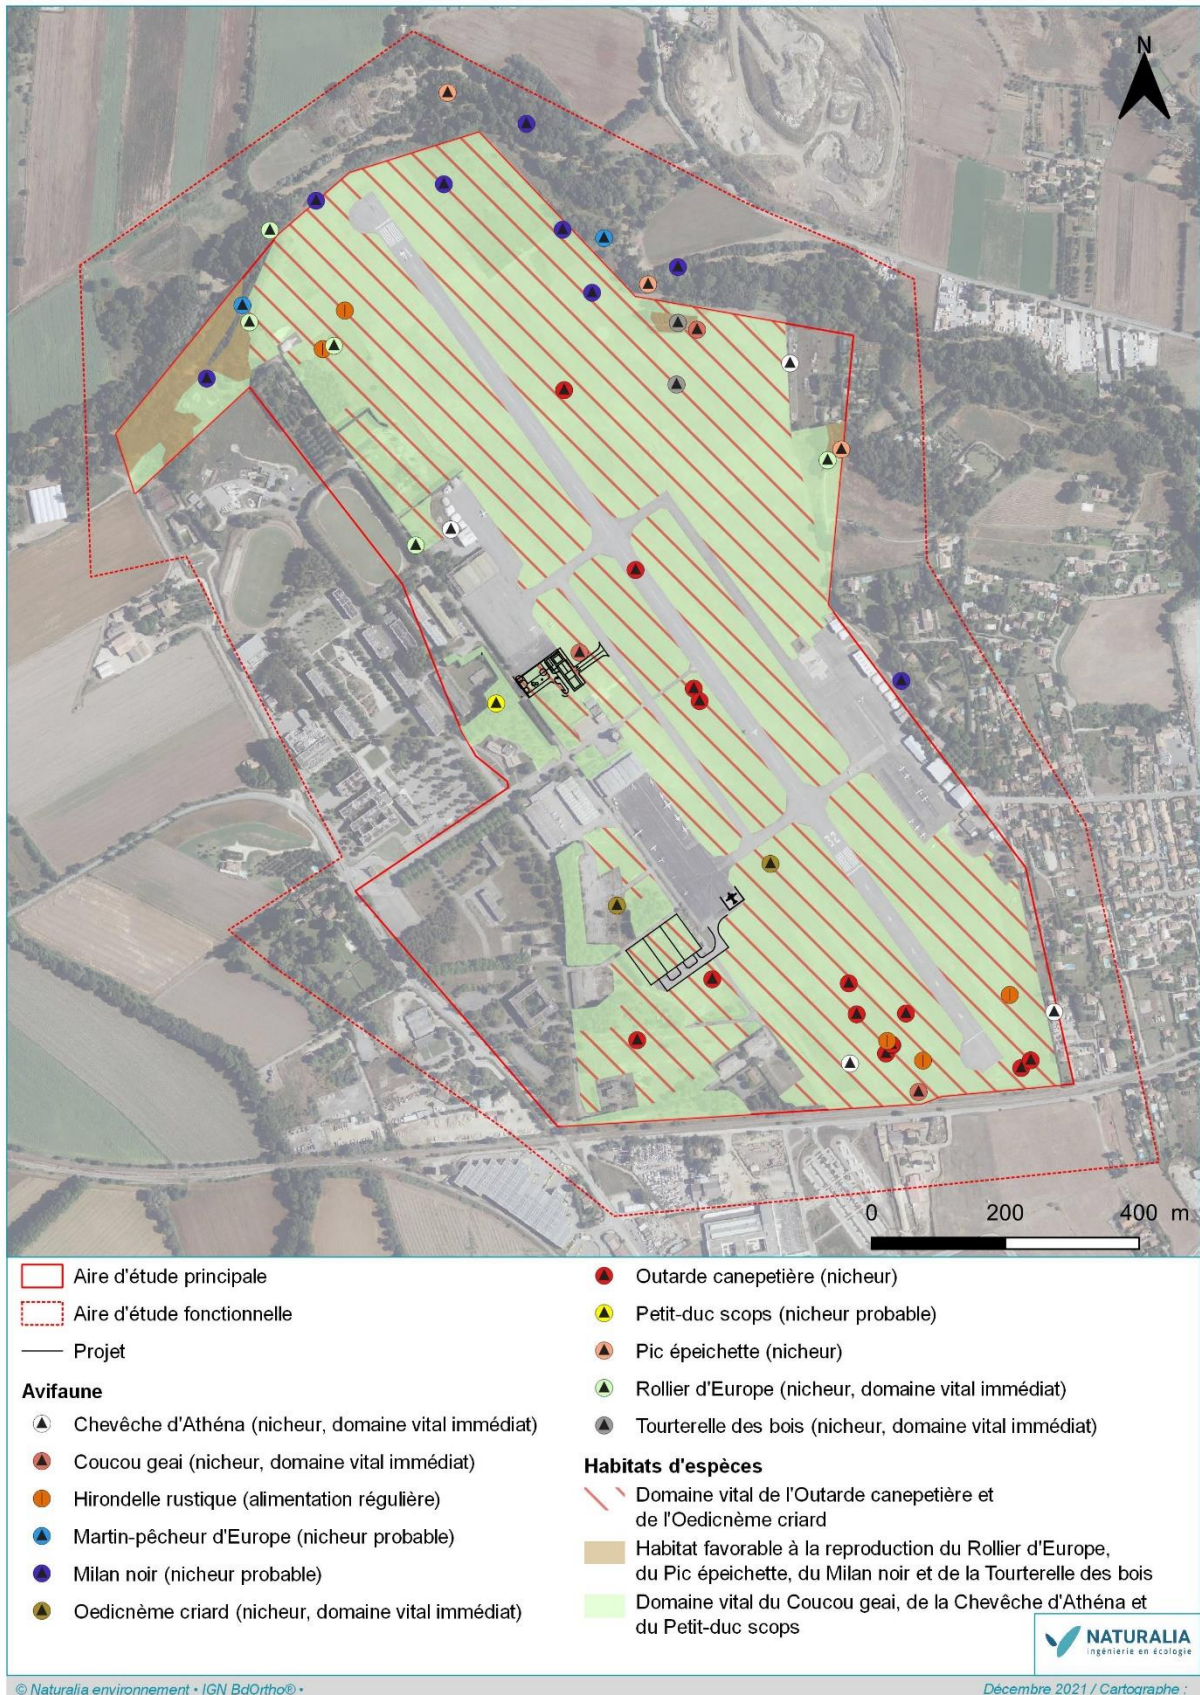 N
0 200 400 m
Aire d'étude principale
Aire d'étude fonctionnelle
Projet
Avifaune
Chevêche d'Athéna (nicheur, domaine vital immédiat)
Coucou geai (nicheur, domaine vital immédiat)
Hirondelle rustique (alimentation régulière)
Martin-pêcheur d'Europe (nicheur probable)
Milan noir (nicheur probable)
Oedicnème criard (nicheur, domaine vital immédiat)
Outarde canepetière (nicheur)
Petit-duc scops (nicheur probable)
Pic épeichette (nicheur)
Rollier d'Europe (nicheur, domaine vital immédiat)
Tourterelle des bois (nicheur, domaine vital immédiat)
Habitats d'espèces
Domaine vital de l'Outarde canepetière et
de l'Oedicnème criard
Habitat favorable à la reproduction du Rollier d'Europe,
du Pic épeichette, du Milan noir et de la Tourterelle des bois
Domaine vital du Coucou geai, de la Chevêche d'Athéna et
du Petit-duc scops
NATURALIA
ingénierie en écologie
© Naturalia environnement • IGN BdOrtho® •
Décembre 2021 / Cartographe :